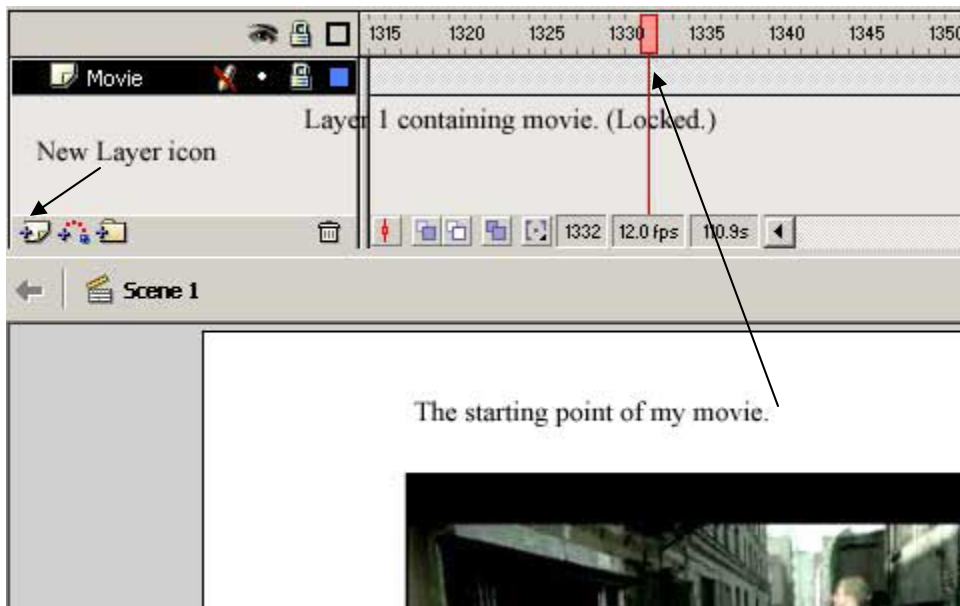 1315 1320 1325 1330 1335 1340 1345 1350
Movie
Layer 1 containing movie. (Locked.)
New Layer icon
1332 12.0 fps 110.9s
Scene 1
The starting point of my movie.